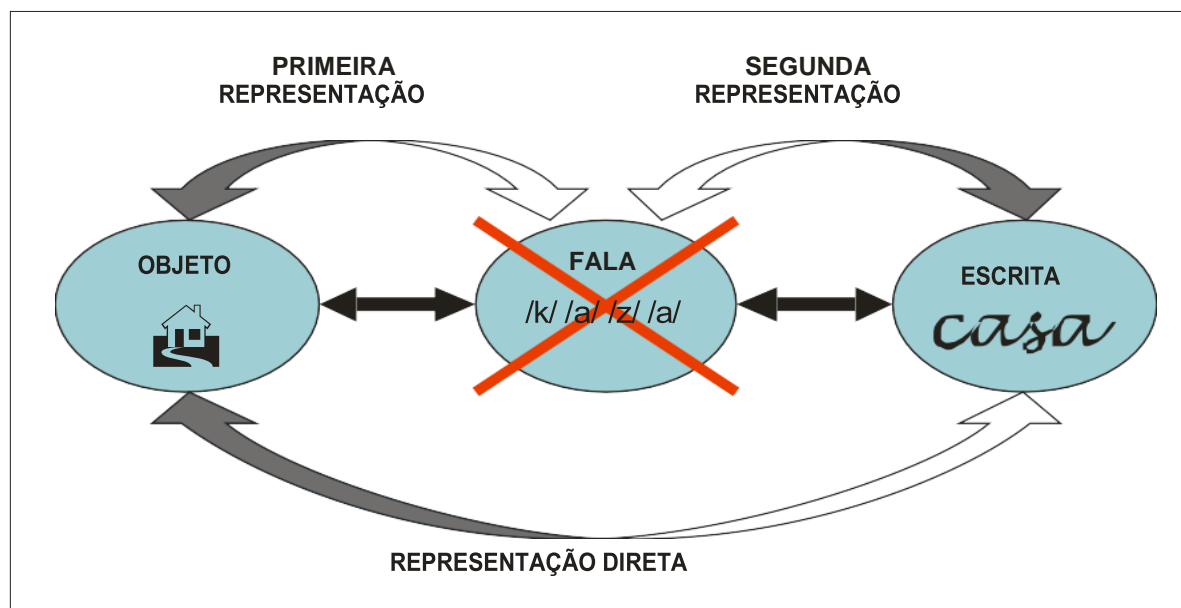 PRIMEIRA
REPRESENTAÇÃO
SEGUNDA
REPRESENTAÇÃO
OBJETO
FALA
/k/ /a/ /z/ /a/
ESCRITA
casa
REPRESENTAÇÃO DIRETA